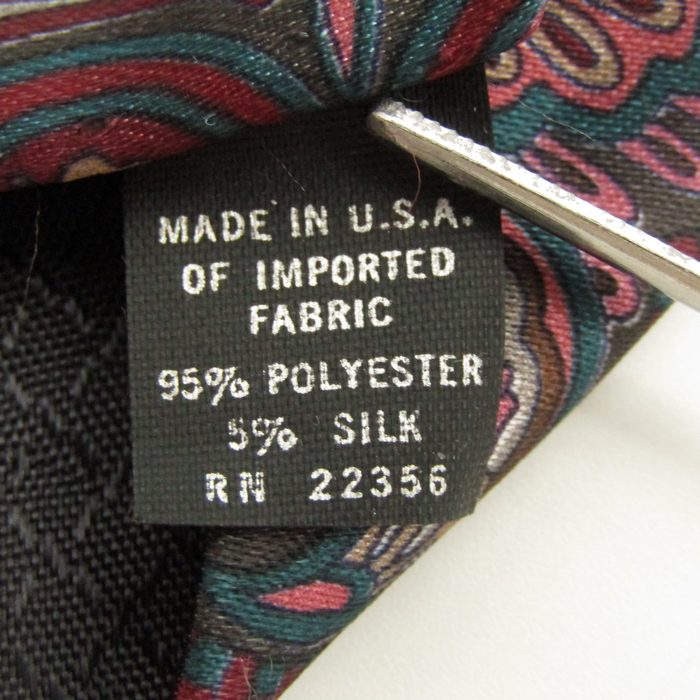 MADE IN U.S.A.
OF IMPORTED
FABRIC
95% POLYESTER
5% SILK
RN 22356